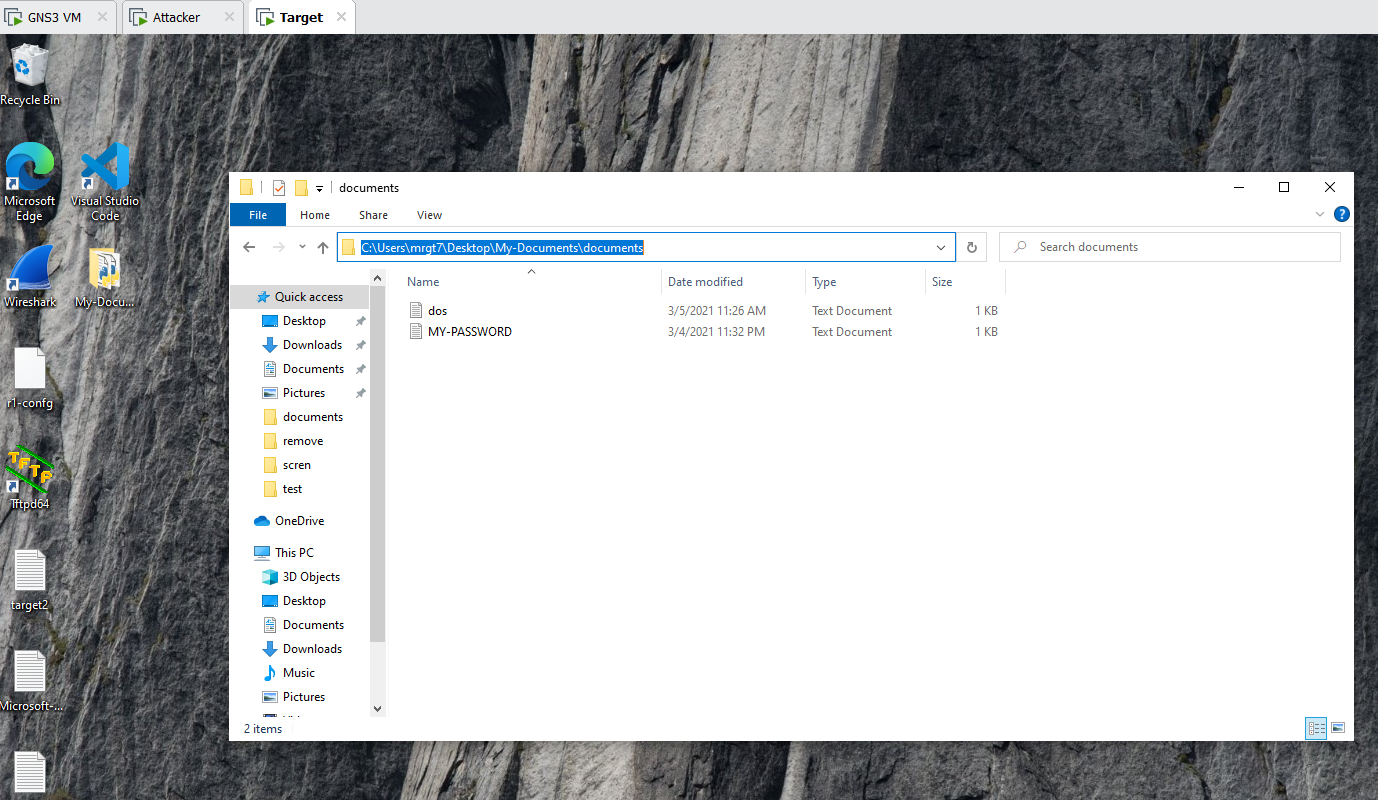 GNS3 VM
Attacker
Target
Recycle Bin
Microsoft Edge
Visual Studio Code
Wireshark
My-Docu...
r1-confg
Tftpd64
target2
Microsoft-...
documents
File
Home
Share
View
C:\Users\mrgt7\Desktop\My-Documents\documents
Search documents
Name
Date modified
Type
Size
dos
3/5/2021 11:26 AM
Text Document
1 KB
MY-PASSWORD
3/4/2021 11:32 PM
Text Document
1 KB
Quick access
Desktop
Downloads
Documents
Pictures
documents
remove
scren
test
OneDrive
This PC
3D Objects
Desktop
Documents
Downloads
Music
Pictures
2 items